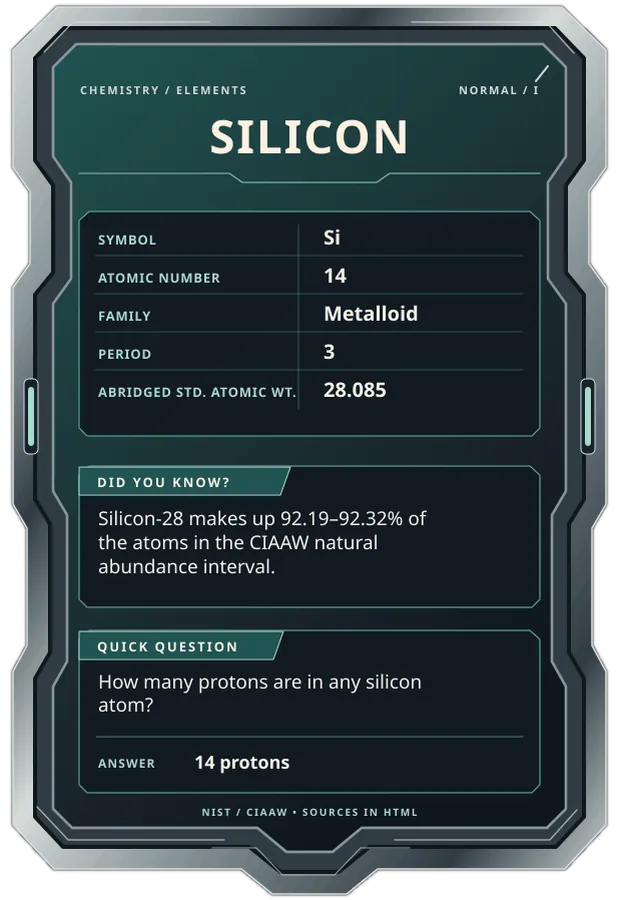 CHEMISTRY / ELEMENTS
NORMAL / I
SILICON
SYMBOL Si
ATOMIC NUMBER 14
FAMILY Metalloid
PERIOD 3
ABRIDGED STD. ATOMIC WT. 28.085
DID YOU KNOW?
Silicon-28 makes up 92.19–92.32% of
the atoms in the CIAAW natural
abundance interval.
QUICK QUESTION
How many protons are in any silicon
atom?
ANSWER 14 protons
NIST / CIAAW • SOURCES IN HTML